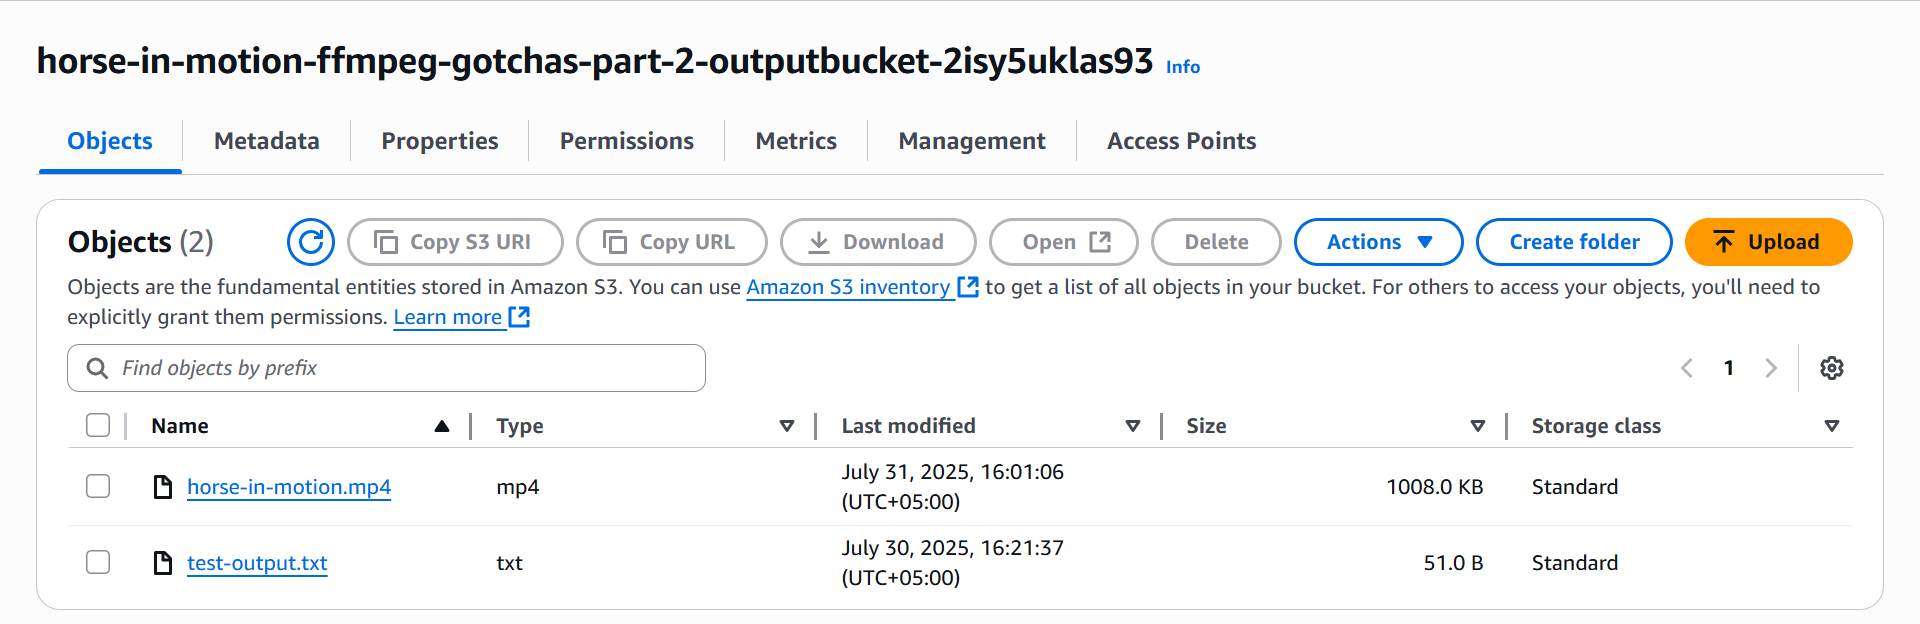 horse-in-motion-ffmpeg-gotchas-part-2-outputbucket-2isy5uklas93 Info
Objects Metadata Properties Permissions Metrics Management Access Points
Objects (2) Copy S3 URI Copy URL Download Open Delete Actions Create folder Upload
Objects are the fundamental entities stored in Amazon S3. You can use Amazon S3 inventory to get a list of all objects in your bucket. For others to access your objects, you'll need to
explicitly grant them permissions. Learn more
Find objects by prefix 1
Name Type Last modified Size Storage class
horse-in-motion.mp4 mp4 July 31, 2025, 16:01:06 1008.0 KB Standard
(UTC+05:00)
test-output.txt txt July 30, 2025, 16:21:37 51.0 B Standard
(UTC+05:00)